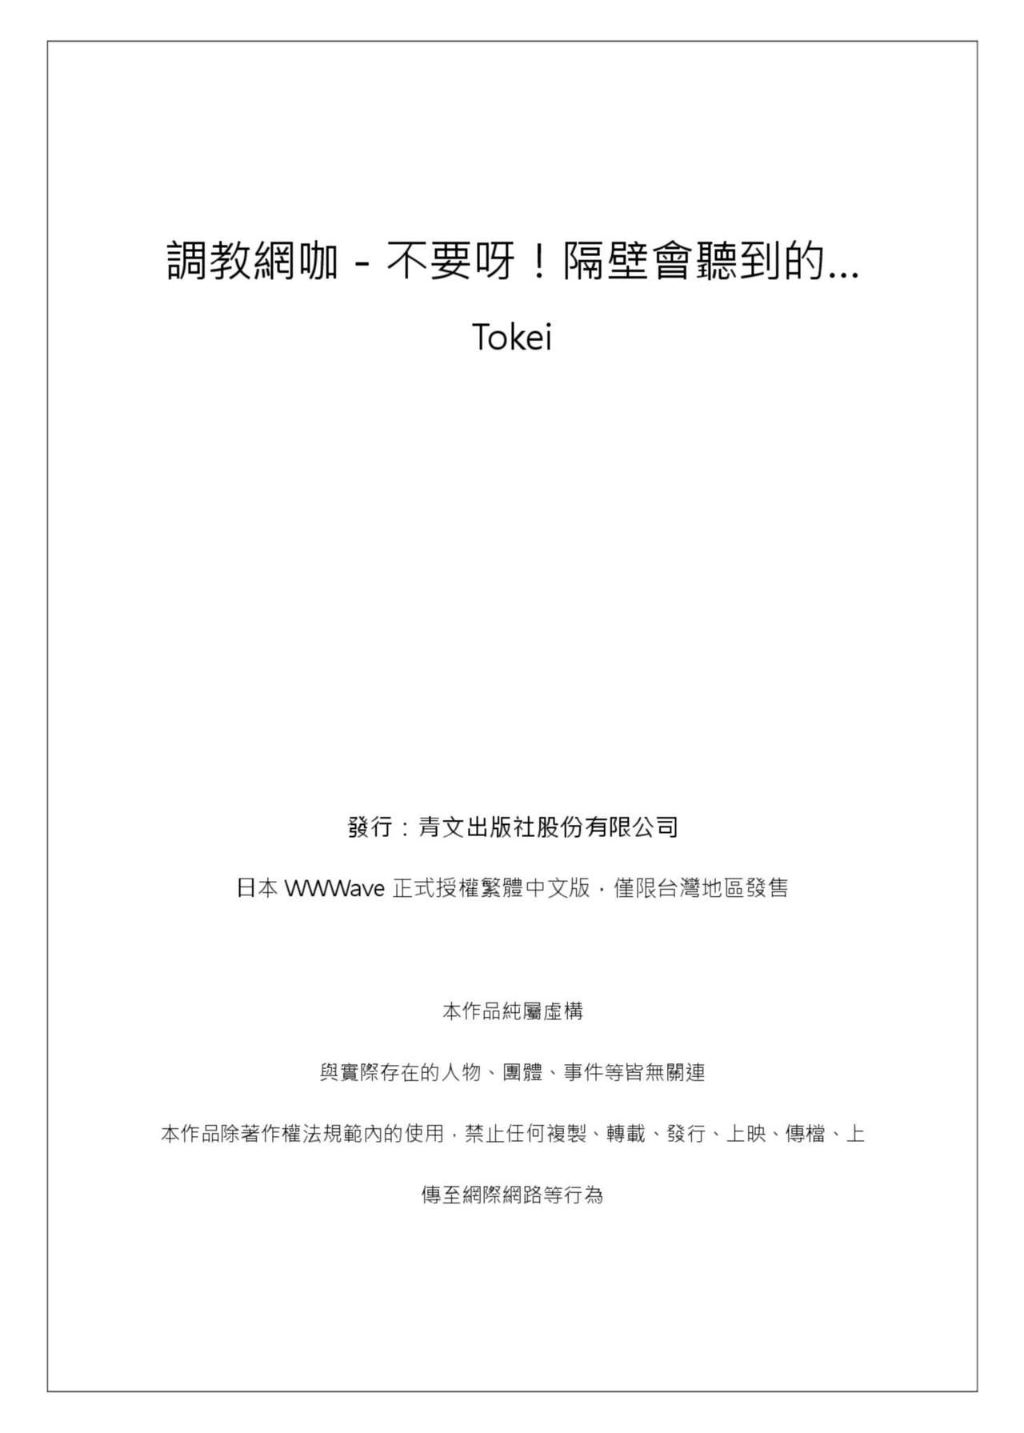 調教網咖 - 不要呀！隔壁會聽到的...
Tokei
發行：青文出版社股份有限公司
日本 WWWave 正式授權繁體中文版，僅限台灣地區發售
本作品純屬虛構
與實際存在的人物、團體、事件等皆無關連
本作品除著作權法規範內的使用，禁止任何複製、轉載、發行、上映、傳檔、上
傳至網際網路等行為